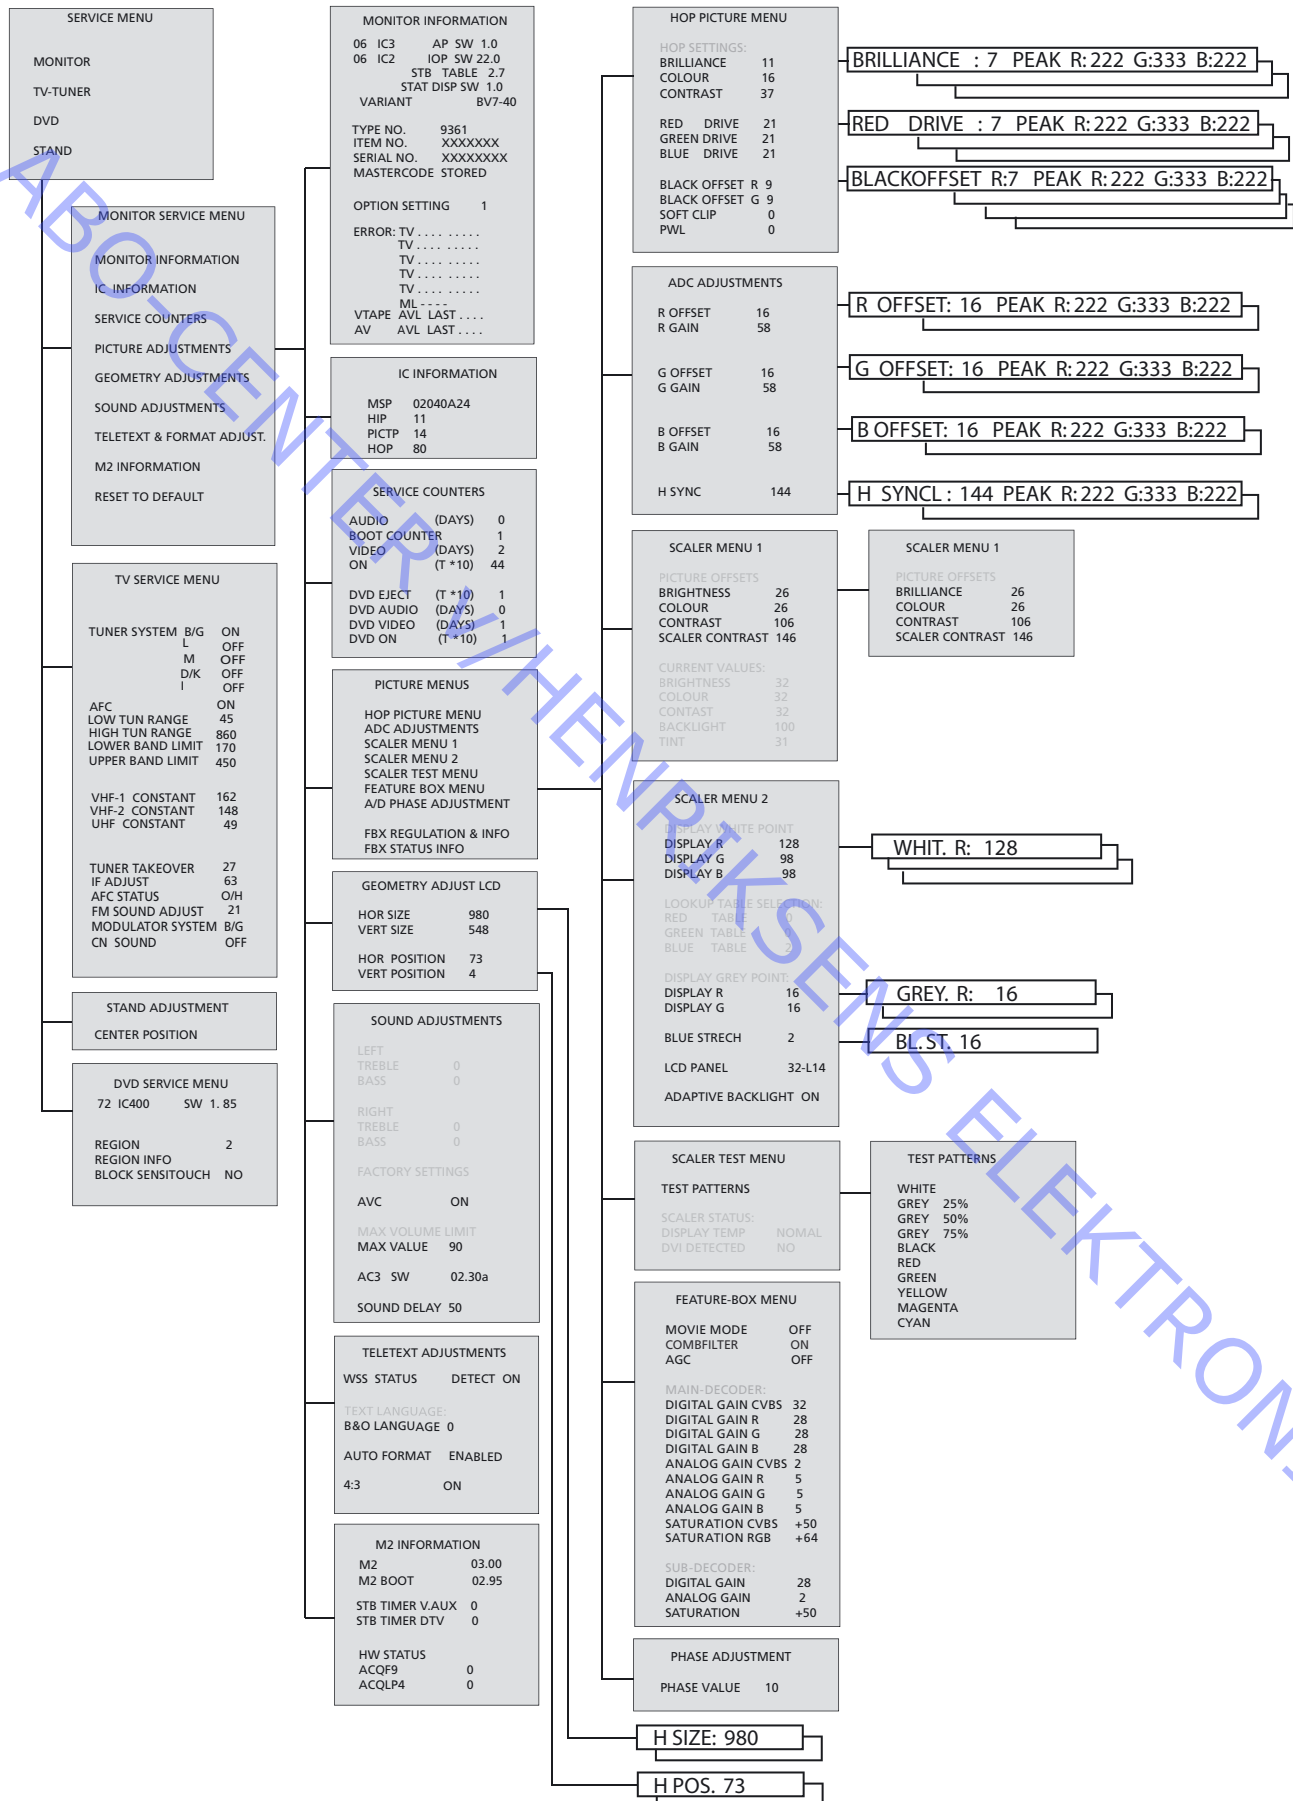 SERVICE MENU
MONITOR
TV-TUNER
DVD
STAND
MONITOR SERVICE MENU
MONITOR INFORMATION
IC INFORMATION
SERVICE COUNTERS
PICTURE ADJUSTMENTS
GEOMETRY ADJUSTMENTS
SOUND ADJUSTMENTS
TELETEXT & FORMAT ADJUST.
M2 INFORMATION
RESET TO DEFAULT
TV SERVICE MENU
TUNER SYSTEM B/G ON
L OFF
M OFF
D/K OFF
I OFF
AFC ON
LOW TUN RANGE 45
HIGH TUN RANGE 860
LOWER BAND LIMIT 170
UPPER BAND LIMIT 450
VHF-1 CONSTANT 162
VHF-2 CONSTANT 148
UHF CONSTANT 49
TUNER TAKEOVER 27
IF ADJUST 63
AFC STATUS O/H
FM SOUND ADJUST 21
MODULATOR SYSTEM B/G
CN SOUND OFF
STAND ADJUSTMENT
CENTER POSITION
DVD SERVICE MENU
72 IC400 SW 1. 85
REGION 2
REGION INFO
BLOCK SENSITOUCH NO
MONITOR INFORMATION
06 IC3 AP SW 1.0
06 IC2 IOP SW 22.0
STB TABLE 2.7
STAT DISP SW 1.0
VARIANT BV7-40
TYPE NO. 9361
ITEM NO. XXXXXXX
SERIAL NO. XXXXXXXX
MASTERCODE STORED
OPTION SETTING 1
ERROR: TV . . . . . . . . .
TV . . . . . . . . .
TV . . . . . . . . .
TV . . . . . . . . .
TV . . . . . . . . .
ML - - - -
VTAPE AVL LAST . . . .
AV AVL LAST . . . .
IC INFORMATION
MSP 02040A24
HIP 11
PICTP 14
HOP 80
SERVICE COUNTERS
AUDIO (DAYS) 0
BOOT COUNTER 1
VIDEO (DAYS) 2
ON (T *10) 44
DVD EJECT (T *10) 1
DVD AUDIO (DAYS) 0
DVD VIDEO (DAYS) 1
DVD ON (T *10) 1
PICTURE MENUS
HOP PICTURE MENU
ADC ADJUSTMENTS
SCALER MENU 1
SCALER MENU 2
SCALER TEST MENU
FEATURE BOX MENU
A/D PHASE ADJUSTMENT
FBX REGULATION & INFO
FBX STATUS INFO
GEOMETRY ADJUST LCD
HOR SIZE 980
VERT SIZE 548
HOR POSITION 73
VERT POSITION 4
SOUND ADJUSTMENTS
LEFT
TREBLE 0
BASS 0
RIGHT
TREBLE 0
BASS 0
FACTORY SETTINGS
AVC ON
MAX VOLUME LIMIT
MAX VALUE 90
AC3 SW 02.30a
SOUND DELAY 50
TELETEXT ADJUSTMENTS
WSS STATUS DETECT ON
TEXT LANGUAGE:
B&O LANGUAGE 0
AUTO FORMAT ENABLED
4:3 ON
M2 INFORMATION
M2 03.00
M2 BOOT 02.95
STB TIMER V.AUX 0
STB TIMER DTV 0
HW STATUS
ACQF9 0
ACQLP4 0
HOP PICTURE MENU
HOP SETTINGS:
BRILLIANCE 11
COLOUR 16
CONTRAST 37
RED DRIVE 21
GREEN DRIVE 21
BLUE DRIVE 21
BLACK OFFSET R 9
BLACK OFFSET G 9
SOFT CLIP 0
PWL 0
BRILLIANCE : 7 PEAK R: 222 G:333 B:222
RED DRIVE : 7 PEAK R: 222 G:333 B:222
BLACKOFFSET R:7 PEAK R: 222 G:333 B:222
ADC ADJUSTMENTS
R OFFSET 16
R GAIN 58
G OFFSET 16
G GAIN 58
B OFFSET 16
B GAIN 58
H SYNC 144
R OFFSET: 16 PEAK R: 222 G:333 B:222
G OFFSET: 16 PEAK R: 222 G:333 B:222
B OFFSET: 16 PEAK R: 222 G:333 B:222
H SYNCL : 144 PEAK R: 222 G:333 B:222
SCALER MENU 1
PICTURE OFFSETS
BRIGHTNESS 26
COLOUR 26
CONTRAST 106
SCALER CONTRAST 146
CURRENT VALUES:
BRIGHTNESS 32
COLOUR 32
CONTAST 32
BACKLIGHT 100
TINT 31
SCALER MENU 1
PICTURE OFFSETS
BRILLIANCE 26
COLOUR 26
CONTRAST 106
SCALER CONTRAST 146
SCALER MENU 2
DISPLAY WHITE POINT
DISPLAY R 128
DISPLAY G 98
DISPLAY B 98
LOOKUP TABLE SELECTION:
RED TABLE 0
GREEN TABLE 0
BLUE TABLE 2
DISPLAY GREY POINT:
DISPLAY R 16
DISPLAY G 16
BLUE STRECH 2
LCD PANEL 32-L14
ADAPTIVE BACKLIGHT ON
WHIT. R: 128
GREY. R: 16
BL. ST. 16
SCALER TEST MENU
TEST PATTERNS
SCALER STATUS:
DISPLAY TEMP NOMAL
DVI DETECTED NO
TEST PATTERNS
WHITE
GREY 25%
GREY 50%
GREY 75%
BLACK
RED
GREEN
YELLOW
MAGENTA
CYAN
FEATURE-BOX MENU
MOVIE MODE OFF
COMBFILTER ON
AGC OFF
MAIN-DECODER:
DIGITAL GAIN CVBS 32
DIGITAL GAIN R 28
DIGITAL GAIN G 28
DIGITAL GAIN B 28
ANALOG GAIN CVBS 2
ANALOG GAIN R 5
ANALOG GAIN G 5
ANALOG GAIN B 5
SATURATION CVBS +50
SATURATION RGB +64
SUB-DECODER:
DIGITAL GAIN 28
ANALOG GAIN 2
SATURATION +50
PHASE ADJUSTMENT
PHASE VALUE 10
H SIZE: 980
H POS. 73
ABO-CENTER v/HENRIKSENS ELEKTRON